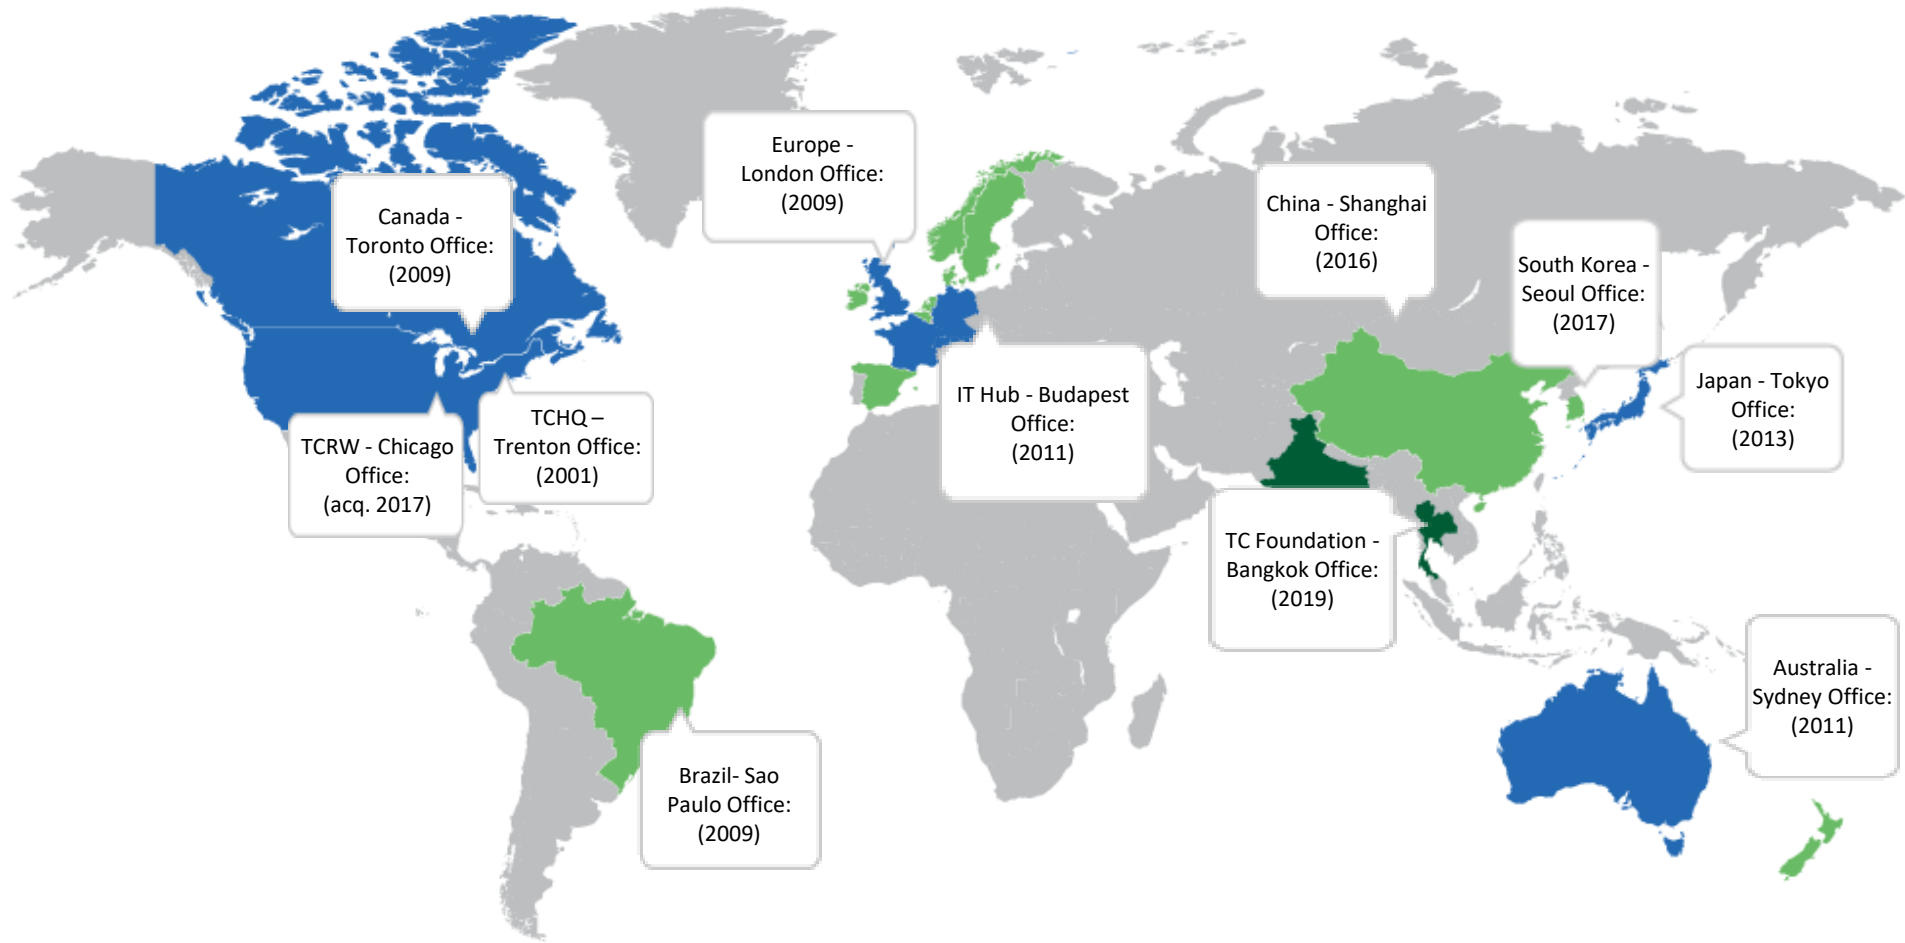 Europe -
London Office:
(2009)
Canada -
Toronto Office:
(2009)
China - Shanghai
Office:
(2016)
South Korea -
Seoul Office:
(2017)
Japan - Tokyo
Office:
(2013)
IT Hub - Budapest
Office:
(2011)
TCHQ –
Trenton Office:
(2001)
TCRW - Chicago
Office:
(acq. 2017)
TC Foundation -
Bangkok Office:
(2019)
Australia -
Sydney Office:
(2011)
Brazil- Sao
Paulo Office:
(2009)